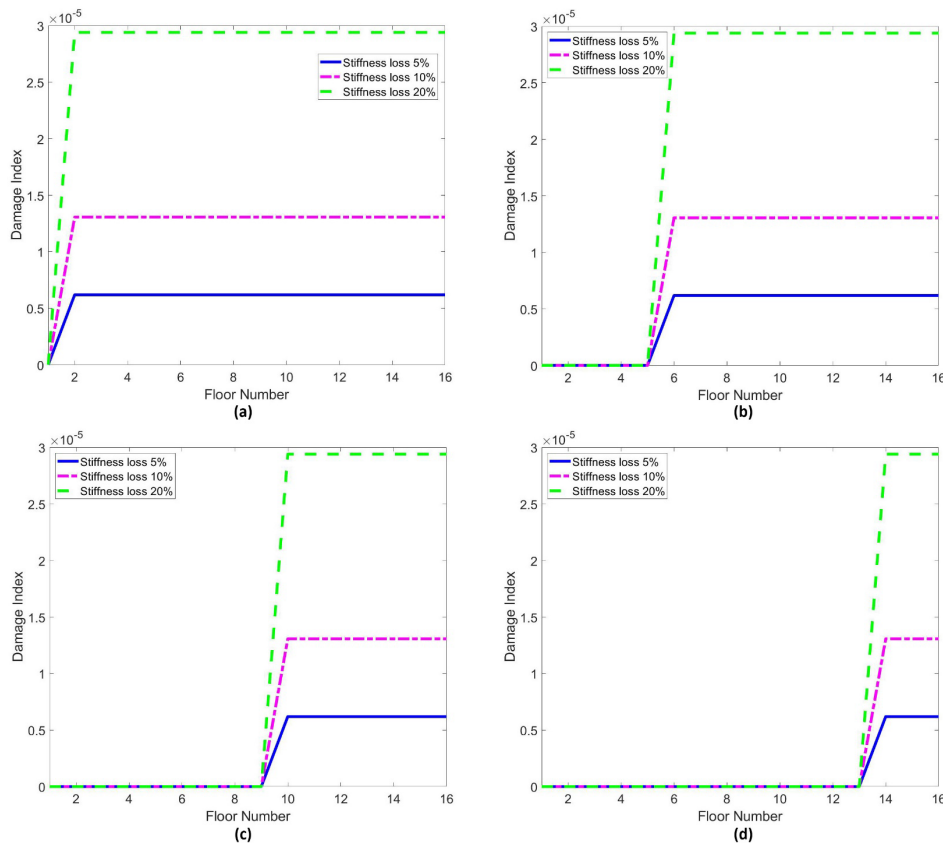 ×10-5
3
2.5
2
1.5
1
0.5
0
Damage Index
Stiffness loss 5%
Stiffness loss 10%
Stiffness loss 20%
2 4 6 8 10 12 14 16
Floor Number
(a)
×10-5
3
2.5
2
1.5
1
0.5
0
Damage Index
Stiffness loss 5%
Stiffness loss 10%
Stiffness loss 20%
2 4 6 8 10 12 14 16
Floor Number
(b)
×10-5
3
2.5
2
1.5
1
0.5
0
Damage Index
Stiffness loss 5%
Stiffness loss 10%
Stiffness loss 20%
2 4 6 8 10 12 14 16
Floor Number
(c)
×10-5
3
2.5
2
1.5
1
0.5
0
Damage Index
Stiffness loss 5%
Stiffness loss 10%
Stiffness loss 20%
2 4 6 8 10 12 14 16
Floor Number
(d)